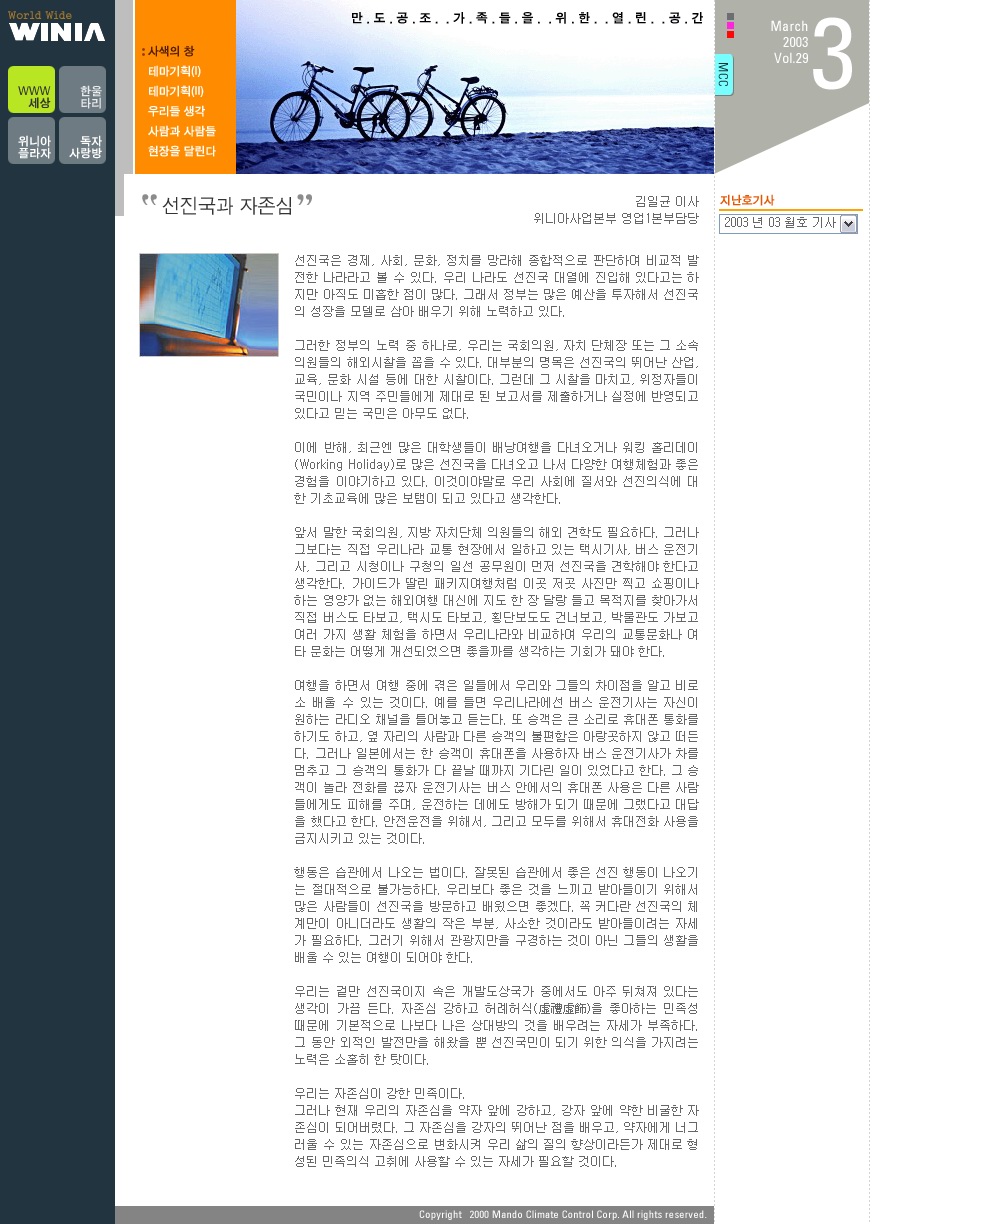 World Wide
WINIA
WWW
세상
한울
타리
위니아
플라자
독자
사랑방
: 사색의 창
테마기획(I)
테마기획(II)
우리들 생각
사람과 사람들
현장을 달린다
만.도.공.조..가.족.들.을..위.한..열.린..공.간
MCC
March
2003
Vol.29
3
"선진국과 자존심"
김일균 이사
위니아사업본부 영업1본부담당
지난호기사
2003 년 03 월호 기사
선진국은 경제, 사회, 문화, 정치를 망라해 종합적으로 판단하며 비교적 발
전한 나라라고 볼 수 있다. 우리 나라도 선진국 대열에 진입해 있다고는 하
지만 아직도 미흡한 점이 많다. 그래서 정부는 많은 예산을 투자해서 선진국
의 성장을 모델로 삼아 배우기 위해 노력하고 있다.
그러한 정부의 노력 중 하나로, 우리는 국회의원, 자치 단체장 또는 그 소속
의원들의 해외시찰을 꼽을 수 있다. 대부분의 명목은 선진국의 뛰어난 산업,
교육, 문화 시설 등에 대한 시찰이다. 그런데 그 시찰을 마치고, 위정자들이
국민이나 지역 주민들에게 제대로 된 보고서를 제출하거나 실정에 반영되고
있다고 믿는 국민은 아무도 없다.
이에 반해, 최근엔 많은 대학생들이 배낭여행을 다녀오거나 워킹 홀리데이
(Working Holiday)로 많은 선진국을 다녀오고 나서 다양한 여행체험과 좋은
경험을 이야기하고 있다. 이것이야말로 우리 사회에 질서와 선진의식에 대
한 기초교육에 많은 보탬이 되고 있다고 생각한다.
앞서 말한 국회의원, 지방 자치단체 의원들의 해외 견학도 필요하다. 그러나
그보다는 직접 우리나라 교통 현장에서 일하고 있는 택시기사, 버스 운전기
사, 그리고 시청이나 구청의 일선 공무원이 먼저 선진국을 견학해야 한다고
생각한다. 가이드가 딸린 패키지여행처럼 이곳 저곳 사진만 찍고 쇼핑이나
하는 영양가 없는 해외여행 대신에 지도 한 장 달랑 들고 목적지를 찾아가서
직접 버스도 타보고, 택시도 타보고, 횡단보도도 건너보고, 박물관도 가보고
여러 가지 생활 체험을 하면서 우리나라와 비교하여 우리의 교통문화나 여
타 문화는 어떻게 개선되었으면 좋을까를 생각하는 기회가 돼야 한다.
여행을 하면서 여행 중에 겪은 일들에서 우리와 그들의 차이점을 알고 비로
소 배울 수 있는 것이다. 예를 들면 우리나라에선 버스 운전기사는 자신이
원하는 라디오 채널을 틀어놓고 듣는다. 또 승객은 큰 소리로 휴대폰 통화를
하기도 하고, 옆 자리의 사람과 다른 승객의 불편함은 아랑곳하지 않고 떠든
다. 그러나 일본에서는 한 승객이 휴대폰을 사용하자 버스 운전기사가 차를
멈추고 그 승객의 통화가 다 끝날 때까지 기다린 일이 있었다고 한다. 그 승
객이 놀라 전화를 끊자 운전기사는 버스 안에서의 휴대폰 사용은 다른 사람
들에게도 피해를 주며, 운전하는 데에도 방해가 되기 때문에 그랬다고 대답
을 했다고 한다. 안전운전을 위해서, 그리고 모두를 위해서 휴대전화 사용을
금지시키고 있는 것이다.
행동은 습관에서 나오는 법이다. 잘못된 습관에서 좋은 선진 행동이 나오기
는 절대적으로 불가능하다. 우리보다 좋은 것을 느끼고 받아들이기 위해서
많은 사람들이 선진국을 방문하고 배웠으면 좋겠다. 꼭 커다란 선진국의 체
계만이 아니더라도 생활의 작은 부분, 사소한 것이라도 받아들이려는 자세
가 필요하다. 그러기 위해서 관광지만을 구경하는 것이 아닌 그들의 생활을
배울 수 있는 여행이 되어야 한다.
우리는 겉만 선진국이지 속은 개발도상국가 중에서도 아주 뒤쳐져 있다는
생각이 가끔 든다. 자존심 강하고 허례허식(虛禮虛飾)을 좋아하는 민족성
때문에 기본적으로 나보다 나은 상대방의 것을 배우려는 자세가 부족하다.
그 동안 외적인 발전만을 해왔을 뿐 선진국민이 되기 위한 의식을 가지려는
노력은 소홀히 한 탓이다.
우리는 자존심이 강한 민족이다.
그러나 현재 우리의 자존심을 약자 앞에 강하고, 강자 앞에 약한 비굴한 자
존심이 되어버렸다. 그 자존심을 강자의 뛰어난 점을 배우고, 약자에게 너그
러울 수 있는 자존심으로 변화시켜 우리 삶의 질의 향상이라든가 제대로 형
성된 민족의식 고취에 사용할 수 있는 자세가 필요할 것이다.
Copyright 2000 Mando Climate Control Corp. All rights reserved.